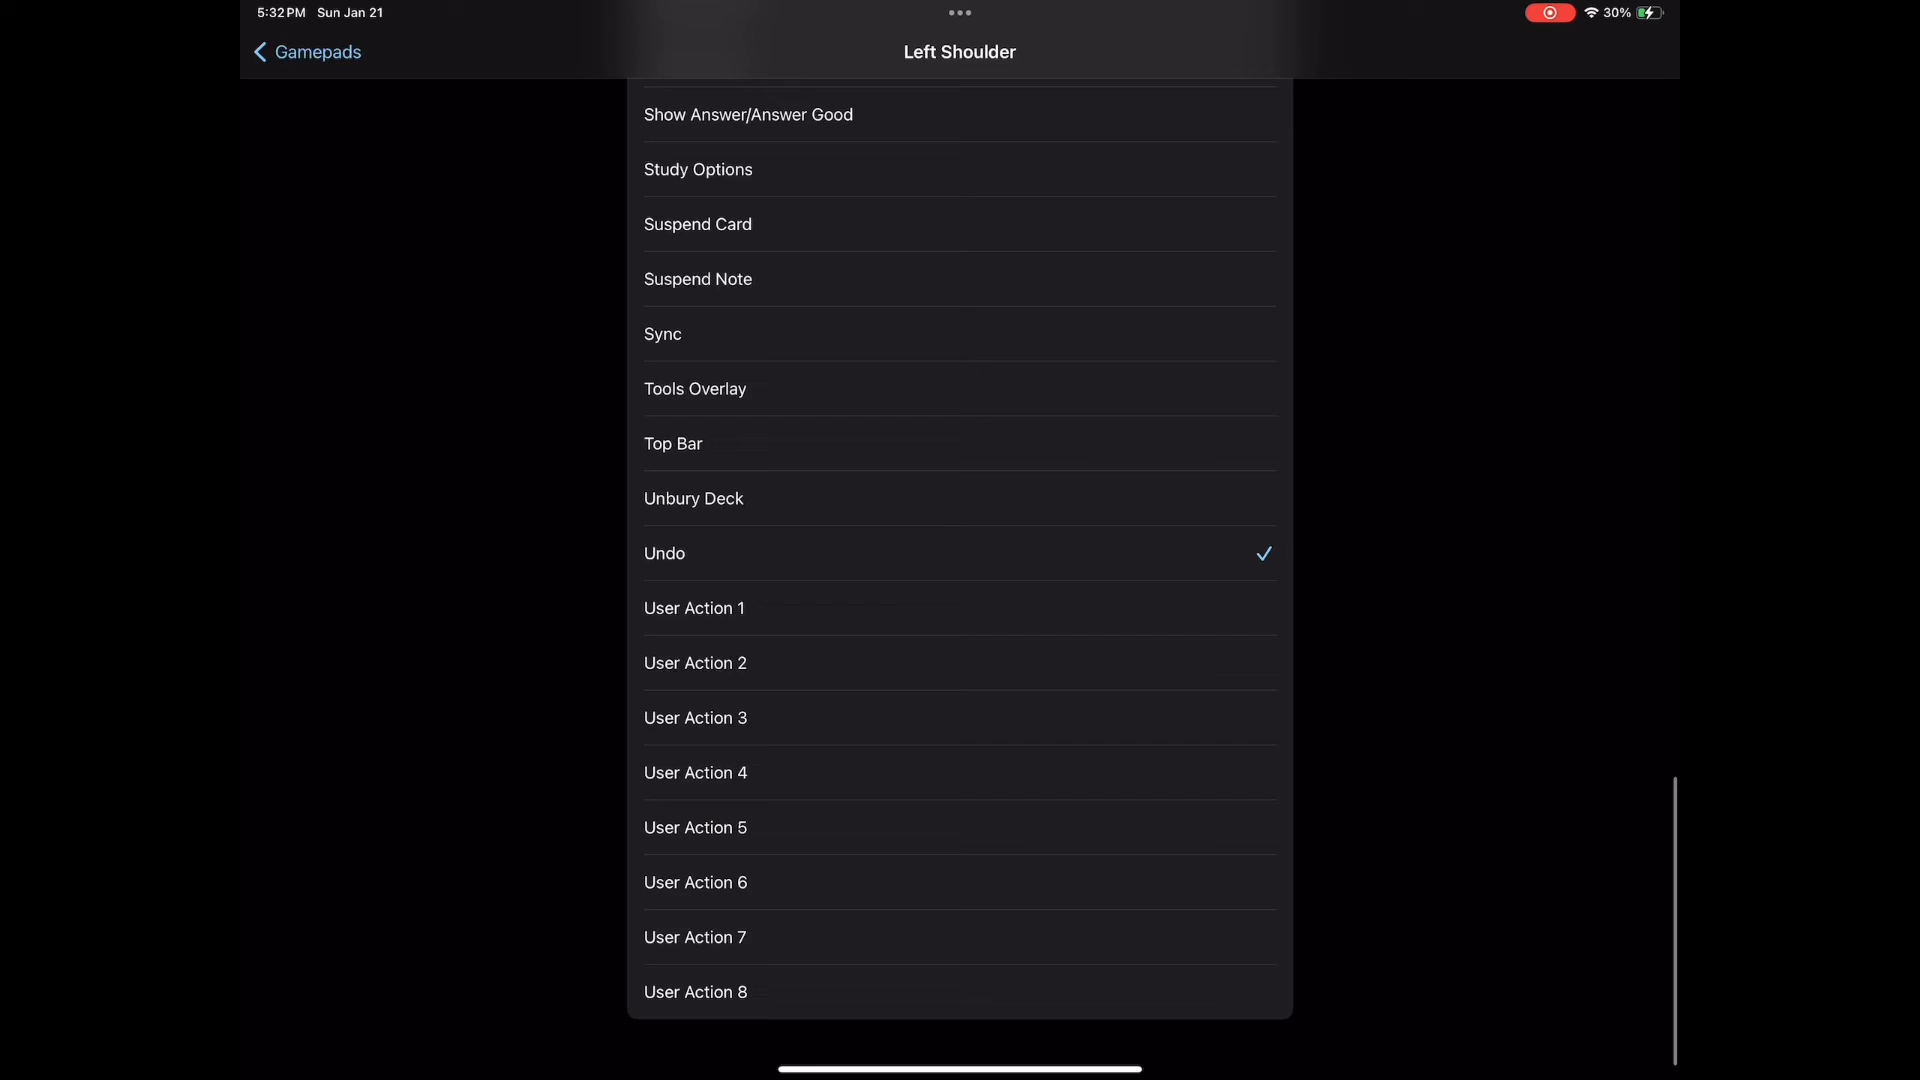 5:32 PM Sun Jan 21
30%
Gamepads
Left Shoulder
Show Answer/Answer Good
Study Options
Suspend Card
Suspend Note
Sync
Tools Overlay
Top Bar
Unbury Deck
Undo
User Action 1
User Action 2
User Action 3
User Action 4
User Action 5
User Action 6
User Action 7
User Action 8